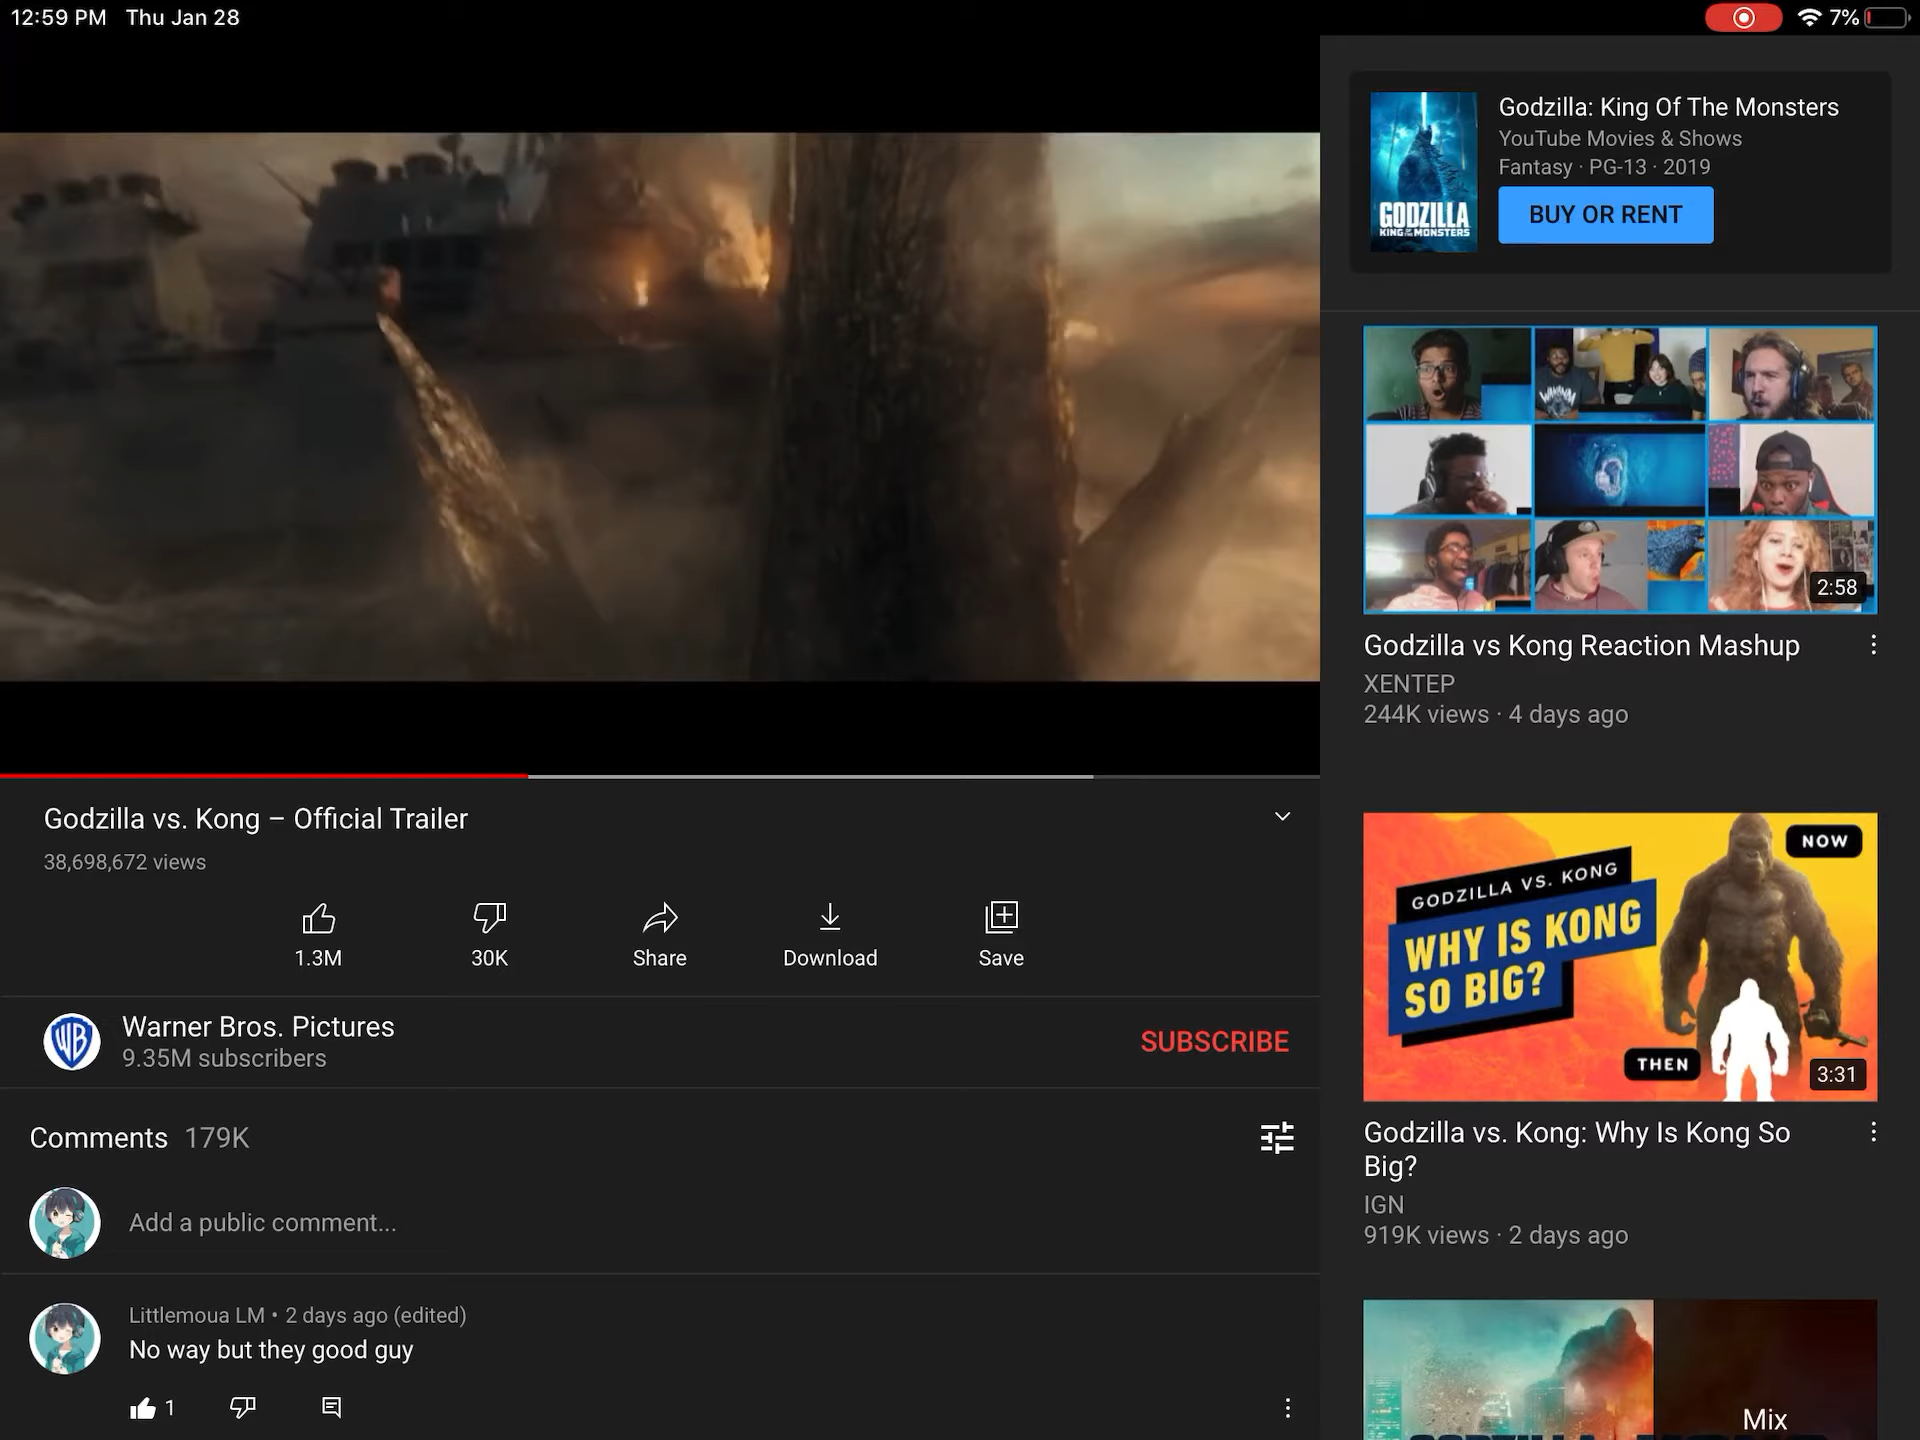 12:59 PM Thu Jan 28
7%
Godzilla: King Of The Monsters
YouTube Movies & Shows
Fantasy · PG-13 · 2019
BUY OR RENT
GODZILLA
KING OF THE MONSTERS
2:58
Godzilla vs Kong Reaction Mashup
XENTEP
244K views · 4 days ago
Godzilla vs. Kong – Official Trailer
38,698,672 views
1.3M
30K
Share
Download
Save
WB
Warner Bros. Pictures
9.35M subscribers
SUBSCRIBE
Comments 179K
Add a public comment...
Littlemoua LM • 2 days ago (edited)
No way but they good guy
1
NOW
GODZILLA VS. KONG
WHY IS KONG
SO BIG?
THEN
3:31
Godzilla vs. Kong: Why Is Kong So
Big?
IGN
919K views · 2 days ago
Mix